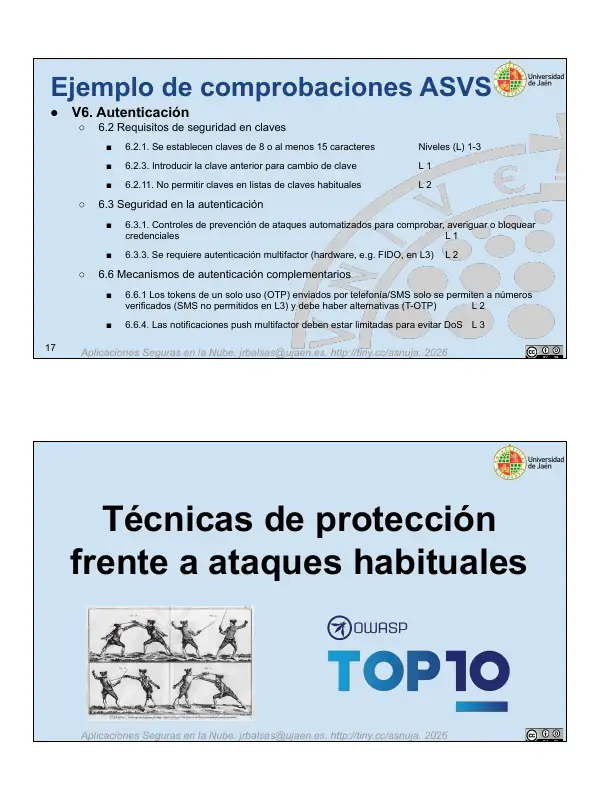 Ejemplo de comprobaciones ASVS
Universidad
de Jaén
● V6. Autenticación
○ 6.2 Requisitos de seguridad en claves
■ 6.2.1. Se establecen claves de 8 o al menos 15 caracteres Niveles (L) 1-3
■ 6.2.3. Introducir la clave anterior para cambio de clave L 1
■ 6.2.11. No permitir claves en listas de claves habituales L 2
○ 6.3 Seguridad en la autenticación
■ 6.3.1. Controles de prevención de ataques automatizados para comprobar, averiguar o bloquear
credenciales L 1
■ 6.3.3. Se requiere autenticación multifactor (hardware, e.g. FIDO, en L3) L 2
○ 6.6 Mecanismos de autenticación complementarios
■ 6.6.1 Los tokens de un solo uso (OTP) enviados por telefonía/SMS solo se permiten a números
verificados (SMS no permitidos en L3) y debe haber alternativas (T-OTP) L 2
■ 6.6.4. Las notificaciones push multifactor deben estar limitadas para evitar DoS L 3
17
Aplicaciones Seguras en la Nube. jrbalsas@ujaen.es. http://tiny.cc/asnuja. 2026
Universidad
de Jaén
Técnicas de protección
frente a ataques habituales
OWASP
TOP10
Aplicaciones Seguras en la Nube. jrbalsas@ujaen.es. http://tiny.cc/asnuja. 2026